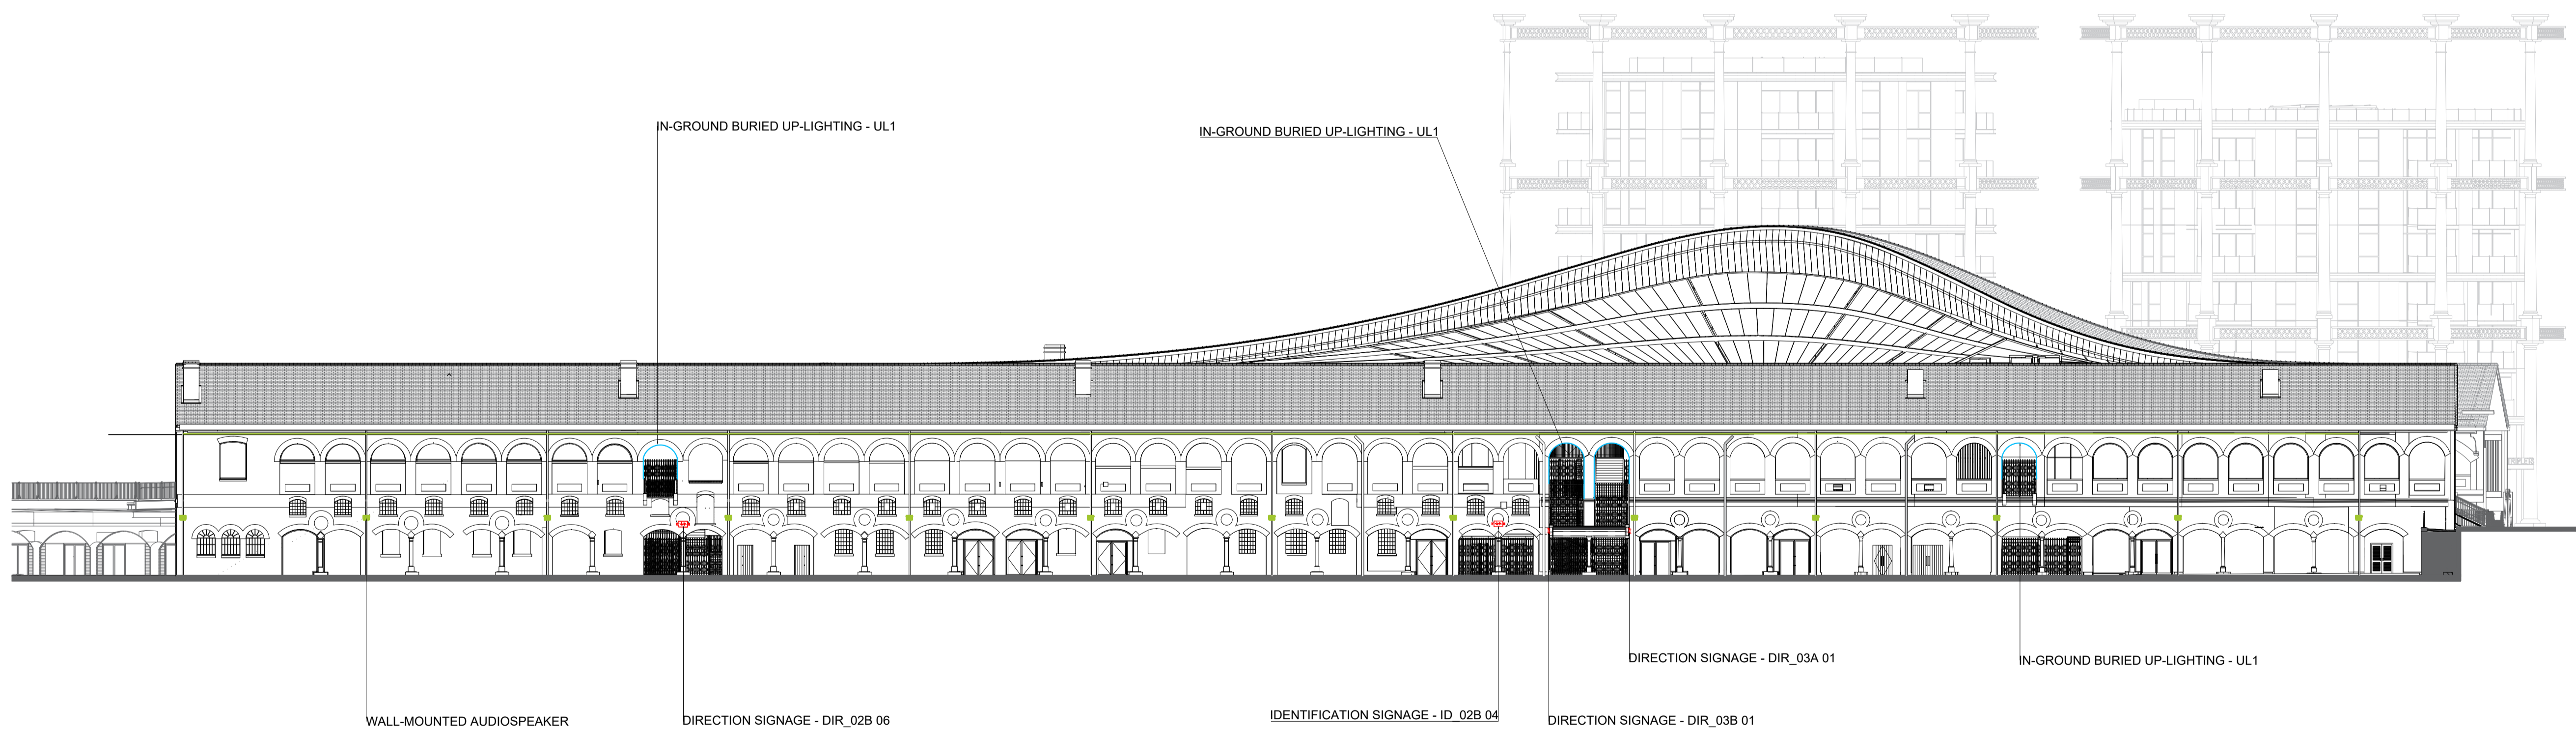 IN-GROUND BURIED UP-LIGHTING - UL1
IN-GROUND BURIED UP-LIGHTING - UL1
DIRECTION SIGNAGE - DIR_03A 01
IN-GROUND BURIED UP-LIGHTING - UL1
WALL-MOUNTED AUDIOSPEAKER
DIRECTION SIGNAGE - DIR_02B 06
IDENTIFICATION SIGNAGE - ID_02B 04
DIRECTION SIGNAGE - DIR_03B 01